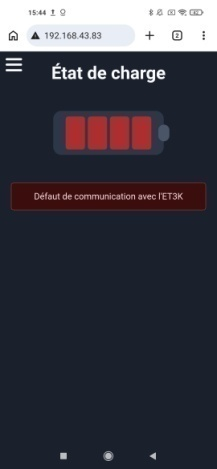 15:44
192.168.43.83
2
État de charge
Défaut de communication avec l'ET3K